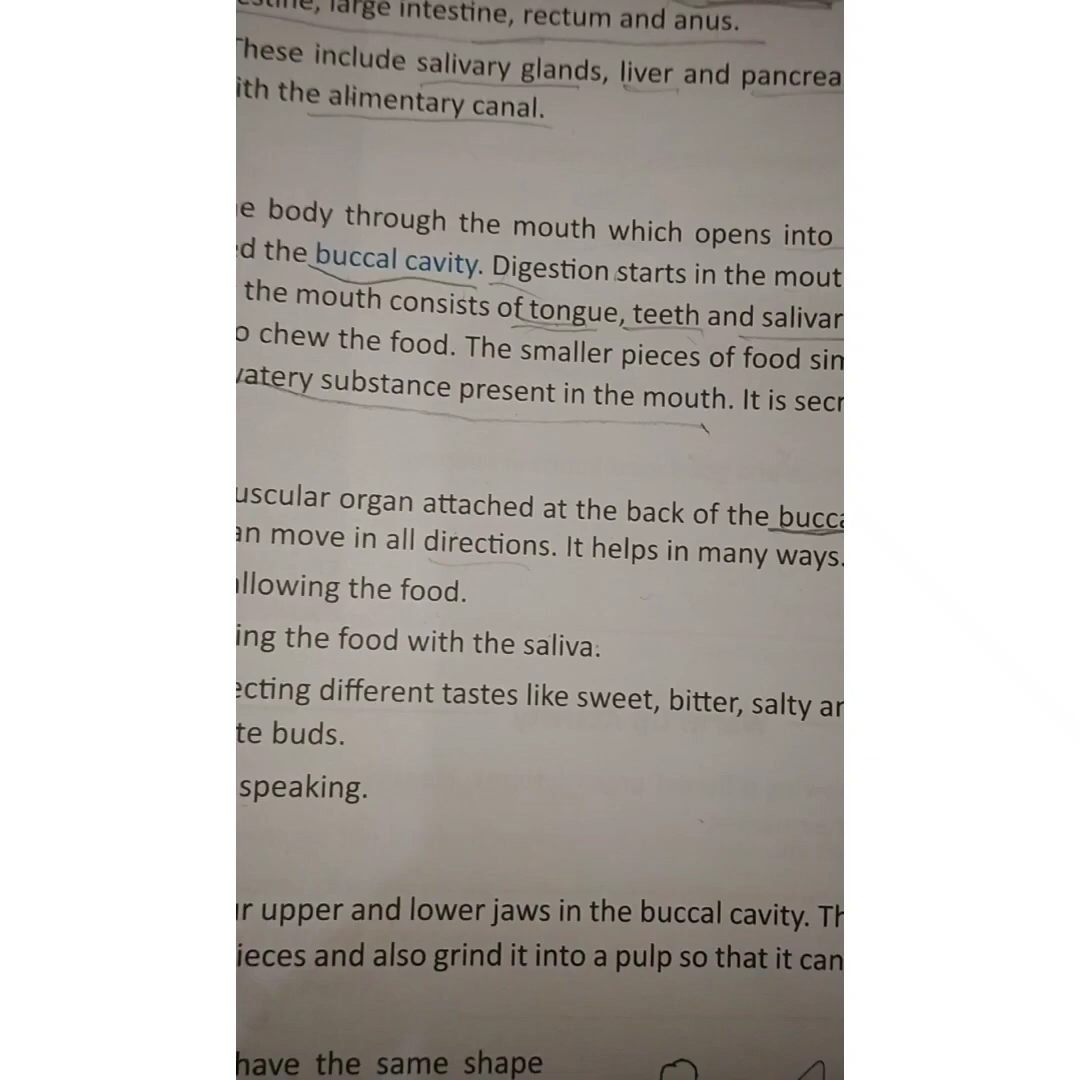 large intestine, rectum and anus.
These include salivary glands, liver and pancrea
ith the alimentary canal.
e body through the mouth which opens into
d the buccal cavity. Digestion starts in the mout
the mouth consists of tongue, teeth and salivar
o chew the food. The smaller pieces of food sim
atery substance present in the mouth. It is secr
uscular organ attached at the back of the bucca
an move in all directions. It helps in many ways.
llowing the food.
ing the food with the saliva.
ecting different tastes like sweet, bitter, salty an
te buds.
speaking.
ur upper and lower jaws in the buccal cavity. Th
ieces and also grind it into a pulp so that it can
have the same shape